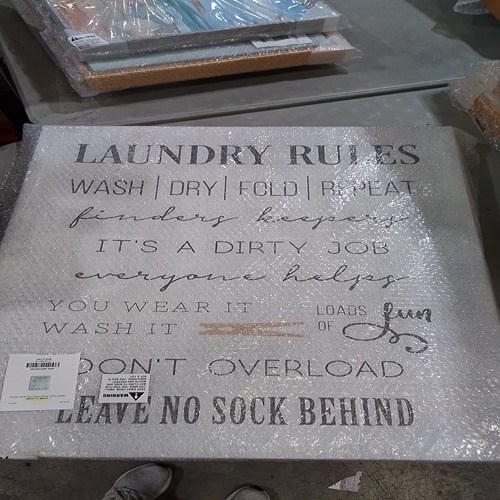 LAUNDRY RULES
WASH | DRY | FOLD | REPEAT
finders keepers
IT'S A DIRTY JOB
everyone helps
YOU WEAR IT
WASH IT
LOADS OF fun
DON'T OVERLOAD
LEAVE NO SOCK BEHIND
WARNING